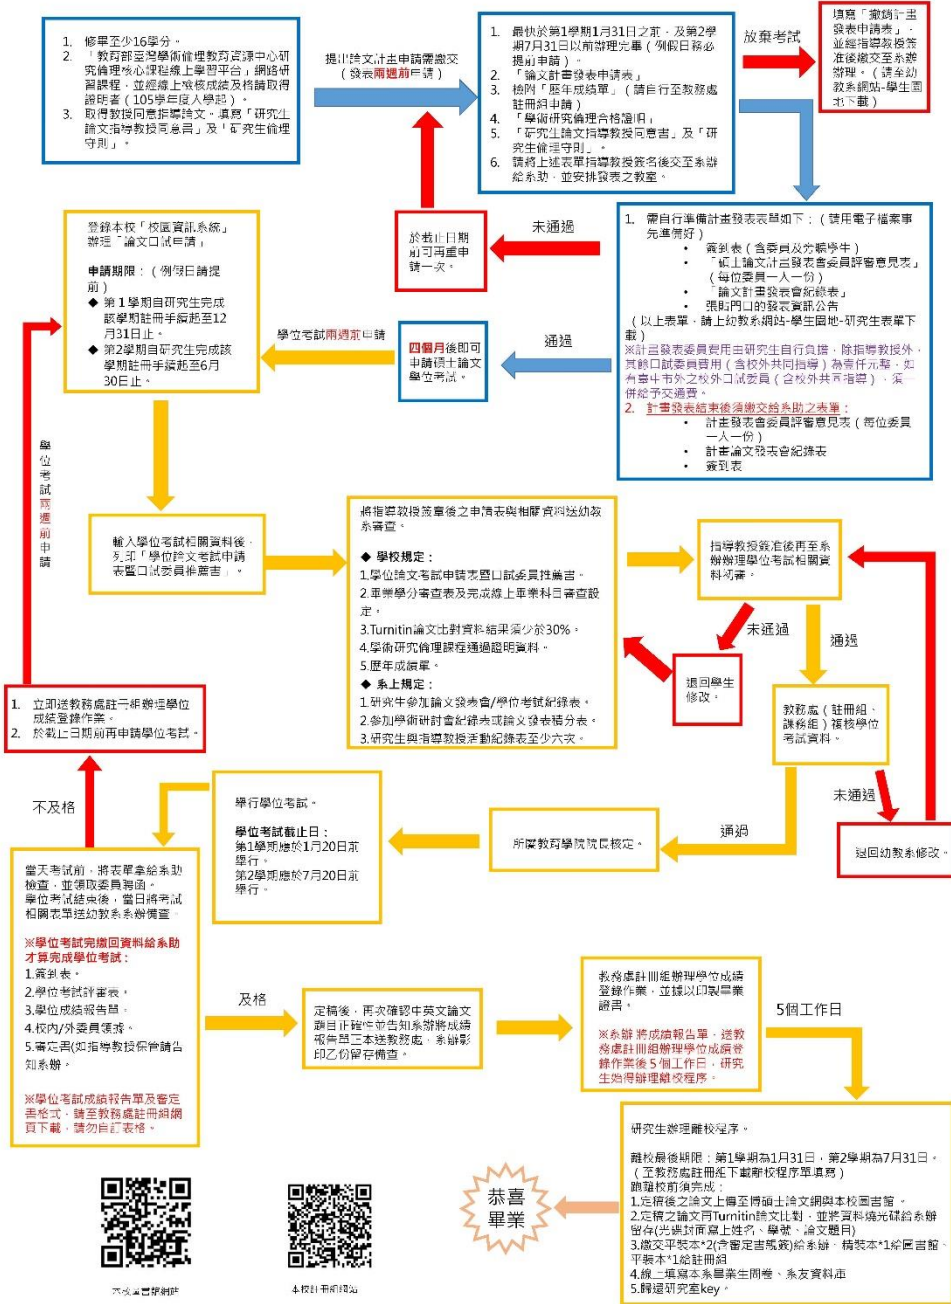 1. 修畢至少16學分。
2. 「教育部臺灣學術倫理教育資源中心研
究倫理核心課程線上學習平台」網路研
習課程，並經線上檢核成績及格請取得
證明者（105學年度入學起）。
3. 取得教授同意指導論文。填寫「研究生
論文指導教授同意書」及「研究生倫理
守則」。
提出論文計畫申請需繳交
（發表兩週前申請）
1. 最快於第1學期1月31日之前，及第2學
期7月31日以前辦理完畢（例假日務必
提前申請）。
2. 「論文計畫發表申請表」
3. 檢附「歷年成績單」（請自行至教務處
註冊組申請）
4. 「學術研究倫理合格證明」
5. 「研究生論文指導教授同意書」及「研
究生倫理守則」。
6. 請將上述表單指導教授簽名後交至系辦
給系助，並安排發表之教室。
放棄考試
填寫「撤銷計畫
發表申請表」，
並經指導教授簽
准後繳交至系辦
辦理。（請至幼
教系網站-學生園
地下載）
1. 需自行準備計畫發表表單如下：（請用電子檔案事
先準備好）
• 簽到表（含委員及旁聽學生）
• 「碩士論文計畫發表會委員評審意見表」
（每位委員一人一份）
• 「論文計畫發表會紀錄表」
• 張貼門口的發表資訊公告
（以上表單，請上幼教系網站-學生園地-研究生表單下
載）
※計畫發表委員費用由研究生自行負擔，除指導教授外，
其餘口試委員費用（含校外共同指導）為壹仟元整，如
有臺中市外之校外口試委員（含校外共同指導），須一
併給予交通費。
2. 計畫發表結束後須繳交給系助之表單：
• 計畫發表會委員評審意見表（每位委員
一人一份）
• 計畫論文發表會紀錄表
• 簽到表
未通過
於截止日期
前可再重申
請一次。
通過
四個月後即可
申請碩士論文
學位考試。
學位考試兩週前申請
登錄本校「校園資訊系統」
辦理「論文口試申請」
申請期限：（例假日請提
前）
◆ 第1學期自研究生完成
該學期註冊手續起至12
月31日止。
◆ 第2學期自研究生完成該
學期註冊手續起至6月
30日止。
學位考試兩週前申請
輸入學位考試相關資料後，
列印「學位論文考試申請
表暨口試委員推薦書」。
將指導教授簽章後之申請表與相關資料送幼教
系審查。
◆ 學校規定：
1.學位論文考試申請表暨口試委員推薦書。
2.畢業學分審查表及完成線上畢業科目審查設
定。
3.Turnitin論文比對資料結果須少於30%。
4.學術研究倫理課程通過證明資料。
5.歷年成績單。
◆ 系上規定：
1.研究生參加論文發表會/學位考試紀錄表。
2.參加學術研討會紀錄表或論文發表積分表。
3.研究生與指導教授活動紀錄表至少六次。
指導教授簽准後再至系
辦辦理學位考試相關資
料初審。
未通過
退回學生
修改。
通過
教務處（註冊組、
課務組）複核學位
考試資料。
未通過
退回幼教系修改。
通過
所屬教育學院院長核定。
舉行學位考試。
學位考試截止日：
第1學期應於1月20日前
舉行。
第2學期應於7月20日前
舉行。
1. 立即送教務處註冊組辦理學位
成績登錄作業。
2. 於截止日期前再申請學位考試。
不及格
當天考試前，將表單拿給系助
檢查，並領取委員聘函。
學位考試結束後，當日將考試
相關表單送幼教系系辦備查。
※學位考試完繳回資料給系助
才算完成學位考試：
1.簽到表。
2.學位考試評審表。
3.學位成績報告單。
4.校內/外委員領據。
5.審定書(如指導教授保管請告
知系辦。
※學位考試成績報告單及審定
書格式，請至教務處註冊組網
頁下載，請勿自訂表格。
及格
定稿後，再次確認中英文論文
題目正確性並告知系辦將成績
報告單正本送教務處，系辦影
印乙份留存備查。
教務處註冊組辦理學位成績
登錄作業，並據以印製畢業
證書。
※系辦將成績報告單，送教
務處註冊組辦理學位成績登
錄作業後5個工作日，研究
生始得辦理離校程序。
5個工作日
研究生辦理離校程序。
離校最後期限：第1學期為1月31日，第2學期為7月31日。
（至教務處註冊組下載離校程序單填寫）
跑離校前須完成：
1.定稿後之論文上傳至博碩士論文網與本校圖書館。
2.定稿之論文再Turnitin論文比對，並將資料燒光碟給系辦
留存(光碟封面寫上姓名、學號、論文題目)
3.繳交平裝本*2(含審定書親簽)給系辦、精裝本*1給圖書館、
平裝本*1給註冊組
4.線上填寫本系畢業生問卷、系友資料庫
5.歸還研究室key。
恭喜
畢業
本校圖書館網站
本校註冊組網站